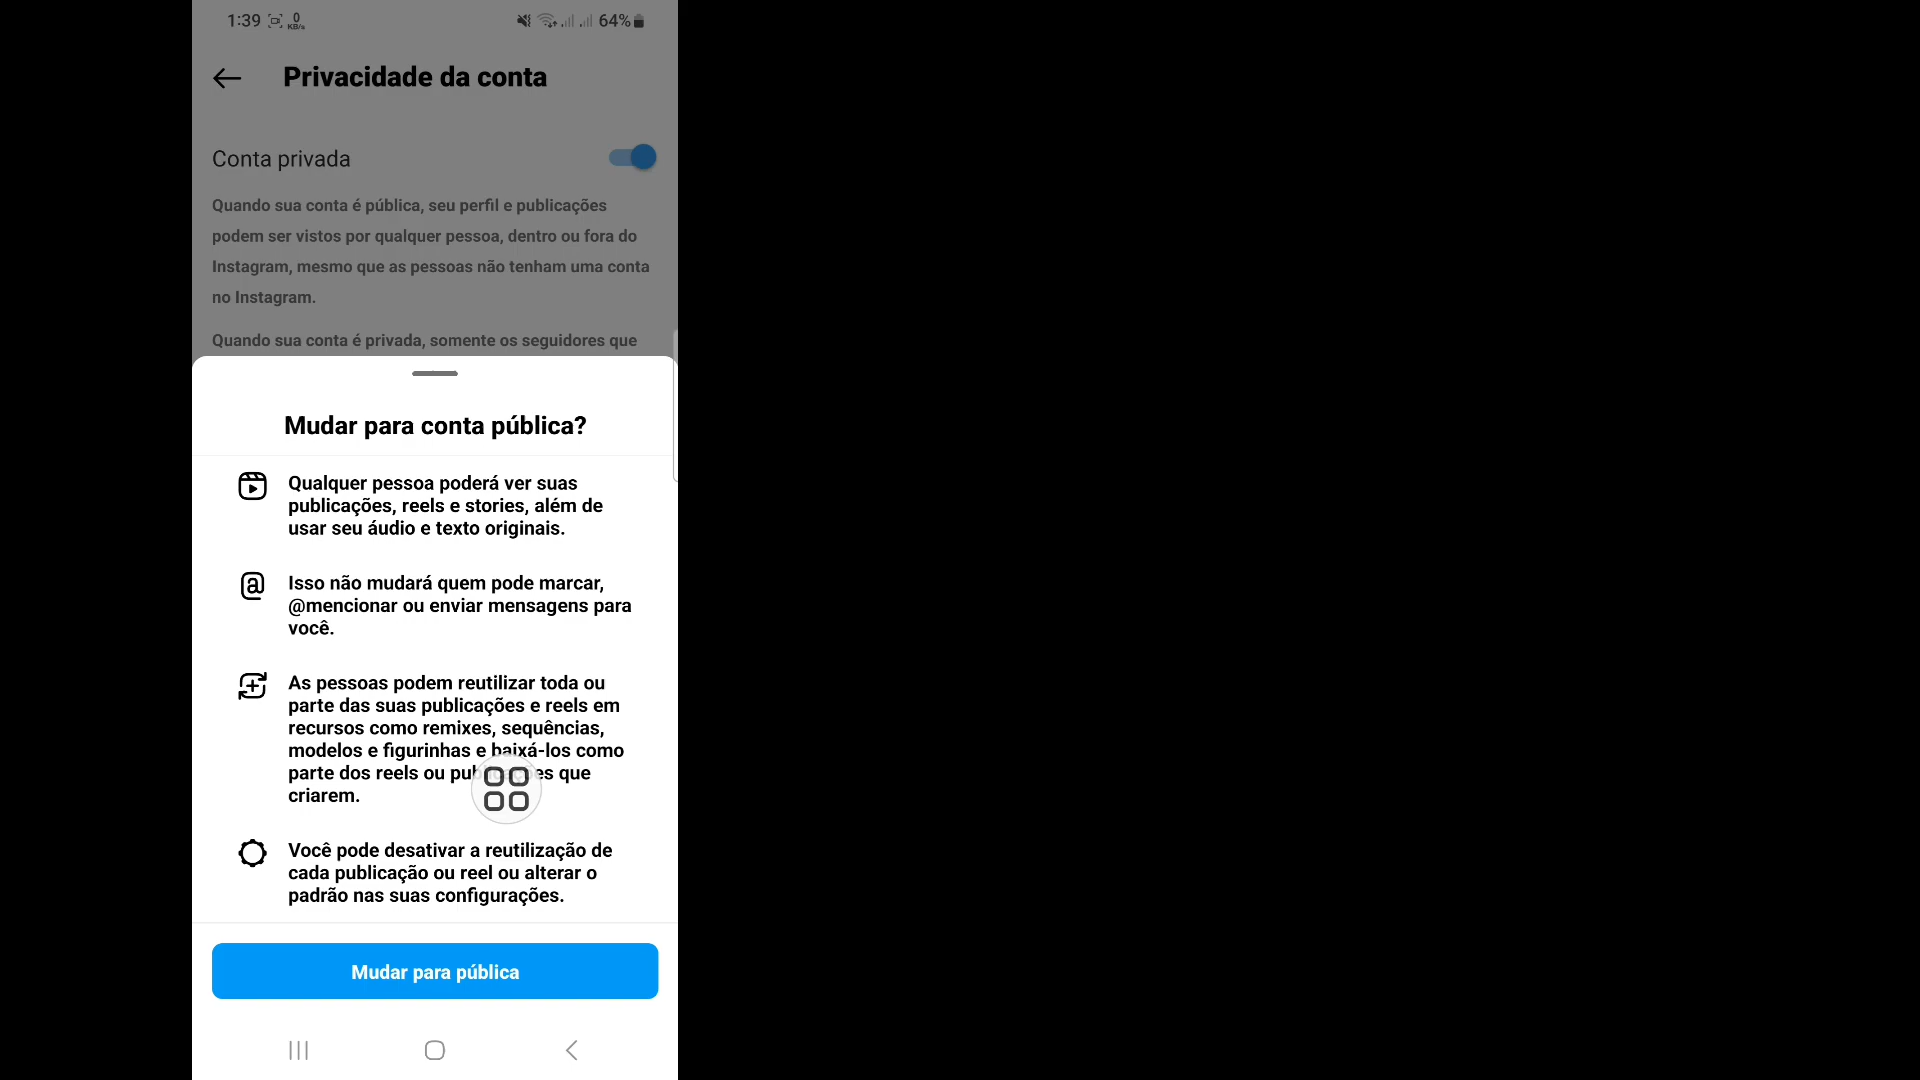 1:39 0 KB/s 64%
Privacidade da conta
Conta privada
Quando sua conta é pública, seu perfil e publicações
podem ser vistos por qualquer pessoa, dentro ou fora do
Instagram, mesmo que as pessoas não tenham uma conta
no Instagram.
Quando sua conta é privada, somente os seguidores que
Mudar para conta pública?
Qualquer pessoa poderá ver suas
publicações, reels e stories, além de
usar seu áudio e texto originais.
Isso não mudará quem pode marcar,
@mencionar ou enviar mensagens para
você.
As pessoas podem reutilizar toda ou
parte das suas publicações e reels em
recursos como remixes, sequências,
modelos e figurinhas e baixá-los como
parte dos reels ou publicações que
criarem.
Você pode desativar a reutilização de
cada publicação ou reel ou alterar o
padrão nas suas configurações.
Mudar para pública